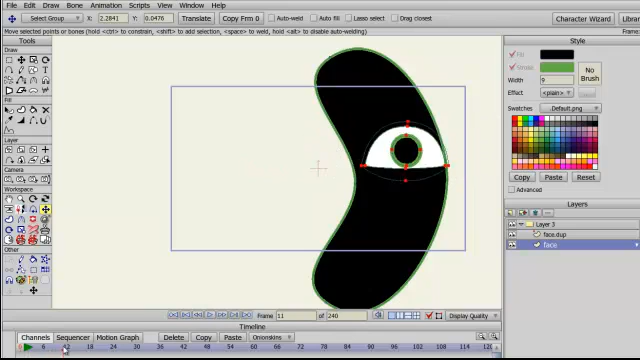 File Edit Draw Bone Animation Scripts View Window Help
Select Group X: 2.2841 Y: 0.0476 Translate Copy Frm 0 Auto-weld Auto fill Lasso select Drag closest Character Wizard Library
Move selected points or bones (hold <ctrl> to constrain, <shift> to add selection, <space> to weld, hold <alt> to disable auto-welding) Frame:
Tools
Draw
Fill
Layer
Camera
Workspace
Other
Style
Fill
Stroke
Width 9
No Brush
Effect <plain>
Swatches .Default.png
Copy Paste Reset
Advanced
Layers
Layer 3
face.dup
face
Frame 11 of 240 Display Quality
Timeline
Channels Sequencer Motion Graph Delete Copy Paste Onionskins
0 6 12 18 24 30 36 42 48 54 60 66 72 78 84 90 96 102 108 114 120